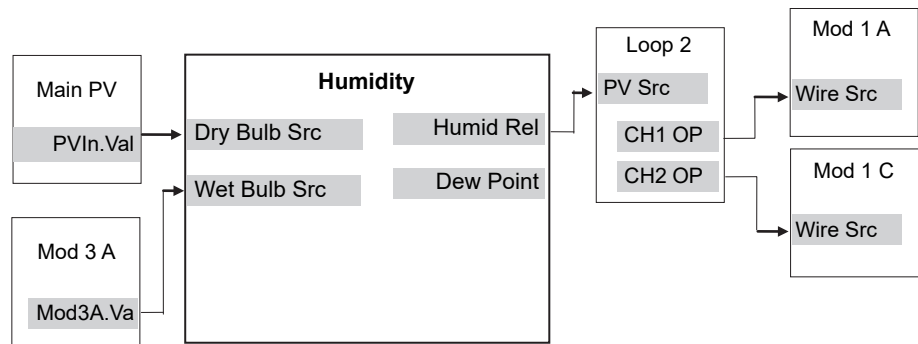 Main PV
PVIn.Val
Mod 3 A
Mod3A.Va
Humidity
Dry Bulb Src
Humid Rel
Wet Bulb Src
Dew Point
Loop 2
PV Src
CH1 OP
CH2 OP
Mod 1 A
Wire Src
Mod 1 C
Wire Src